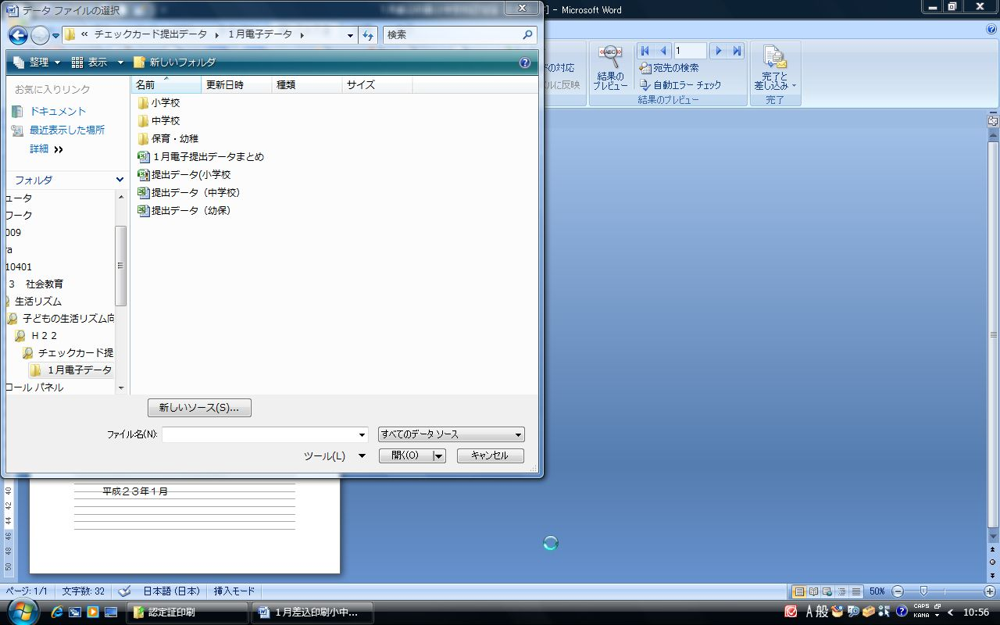 データ ファイルの選択
] - Microsoft Word
« チェックカード提出データ ▸ １月電子データ ▸
検索
整理 表示 新しいフォルダ
お気に入りリンク
ドキュメント
最近表示した場所
詳細 »
フォルダ
ュータ
フーク
009
ra
10401
３ 社会教育
生活リズム
子どもの生活リズム向
Ｈ２２
チェックカード提
１月電子データ
コール パネル
名前 更新日時 種類 サイズ
小学校
中学校
保育・幼稚
１月電子提出データまとめ
提出データ(小学校
提出データ（中学校）
提出データ（幼保）
新しいソース(S)...
ファイル名(N):
すべてのデータ ソース
ツール(L)
開く(O)
キャンセル
の対応
ルに反映
ABC
結果の
プレビュー
1
宛先の検索
自動エラー チェック
結果のプレビュー
完了と
差し込み
完了
40
42
44
46
48
50
平成２３年１月
ページ: 1/1 文字数: 32 日本語 (日本) 挿入モード
50%
認定証印刷
１月差込印刷小中...
A 般
CAPS
KANA
10:56